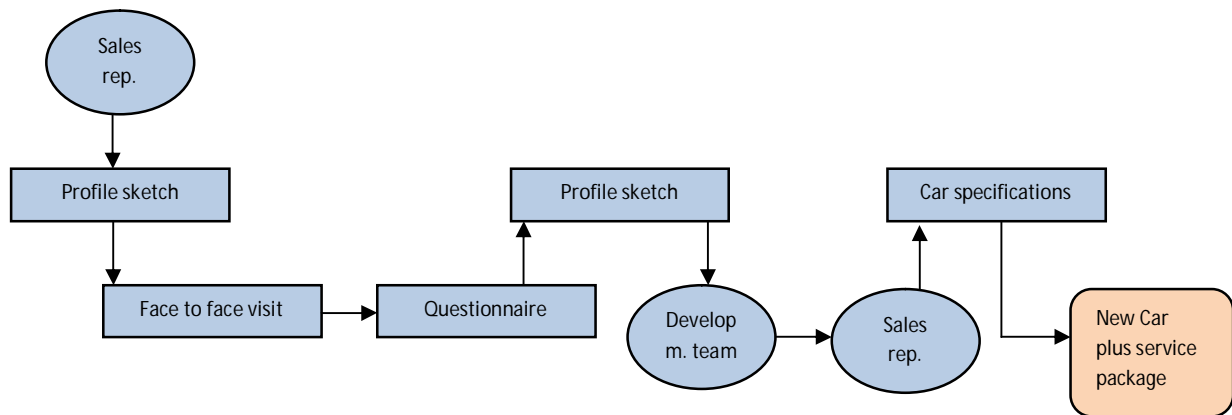 Sales
rep.
Profile sketch
Face to face visit
Questionnaire
Profile sketch
Develop
m. team
Sales
rep.
Car specifications
New Car
plus service
package